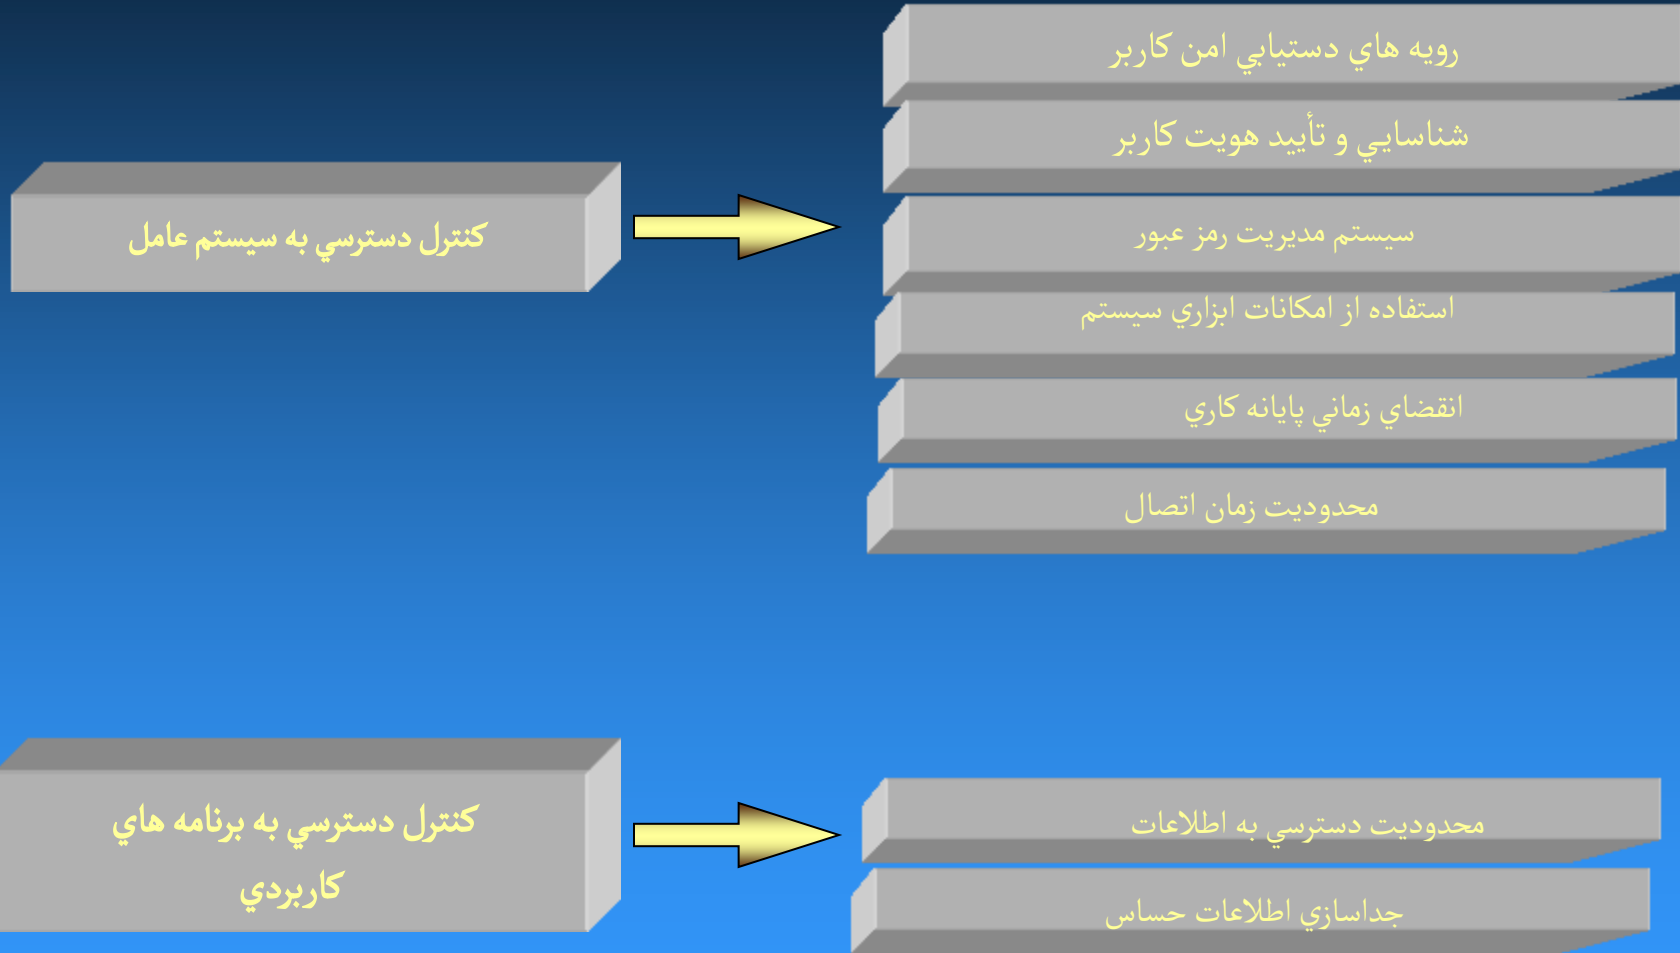 کنترل دسترسي به سيستم عامل
رويه هاي دستيابي امن کاربر
شناسايي و تأييد هويت کاربر
سيستم مديريت رمز عبور
استفاده از امکانات ابزاري سيستم
انقضاي زماني پايانه کاري
محدوديت زمان اتصال
کنترل دسترسي به برنامه هاي
کاربردي
محدوديت دسترسي به اطلاعات
جداسازي اطلاعات حساس